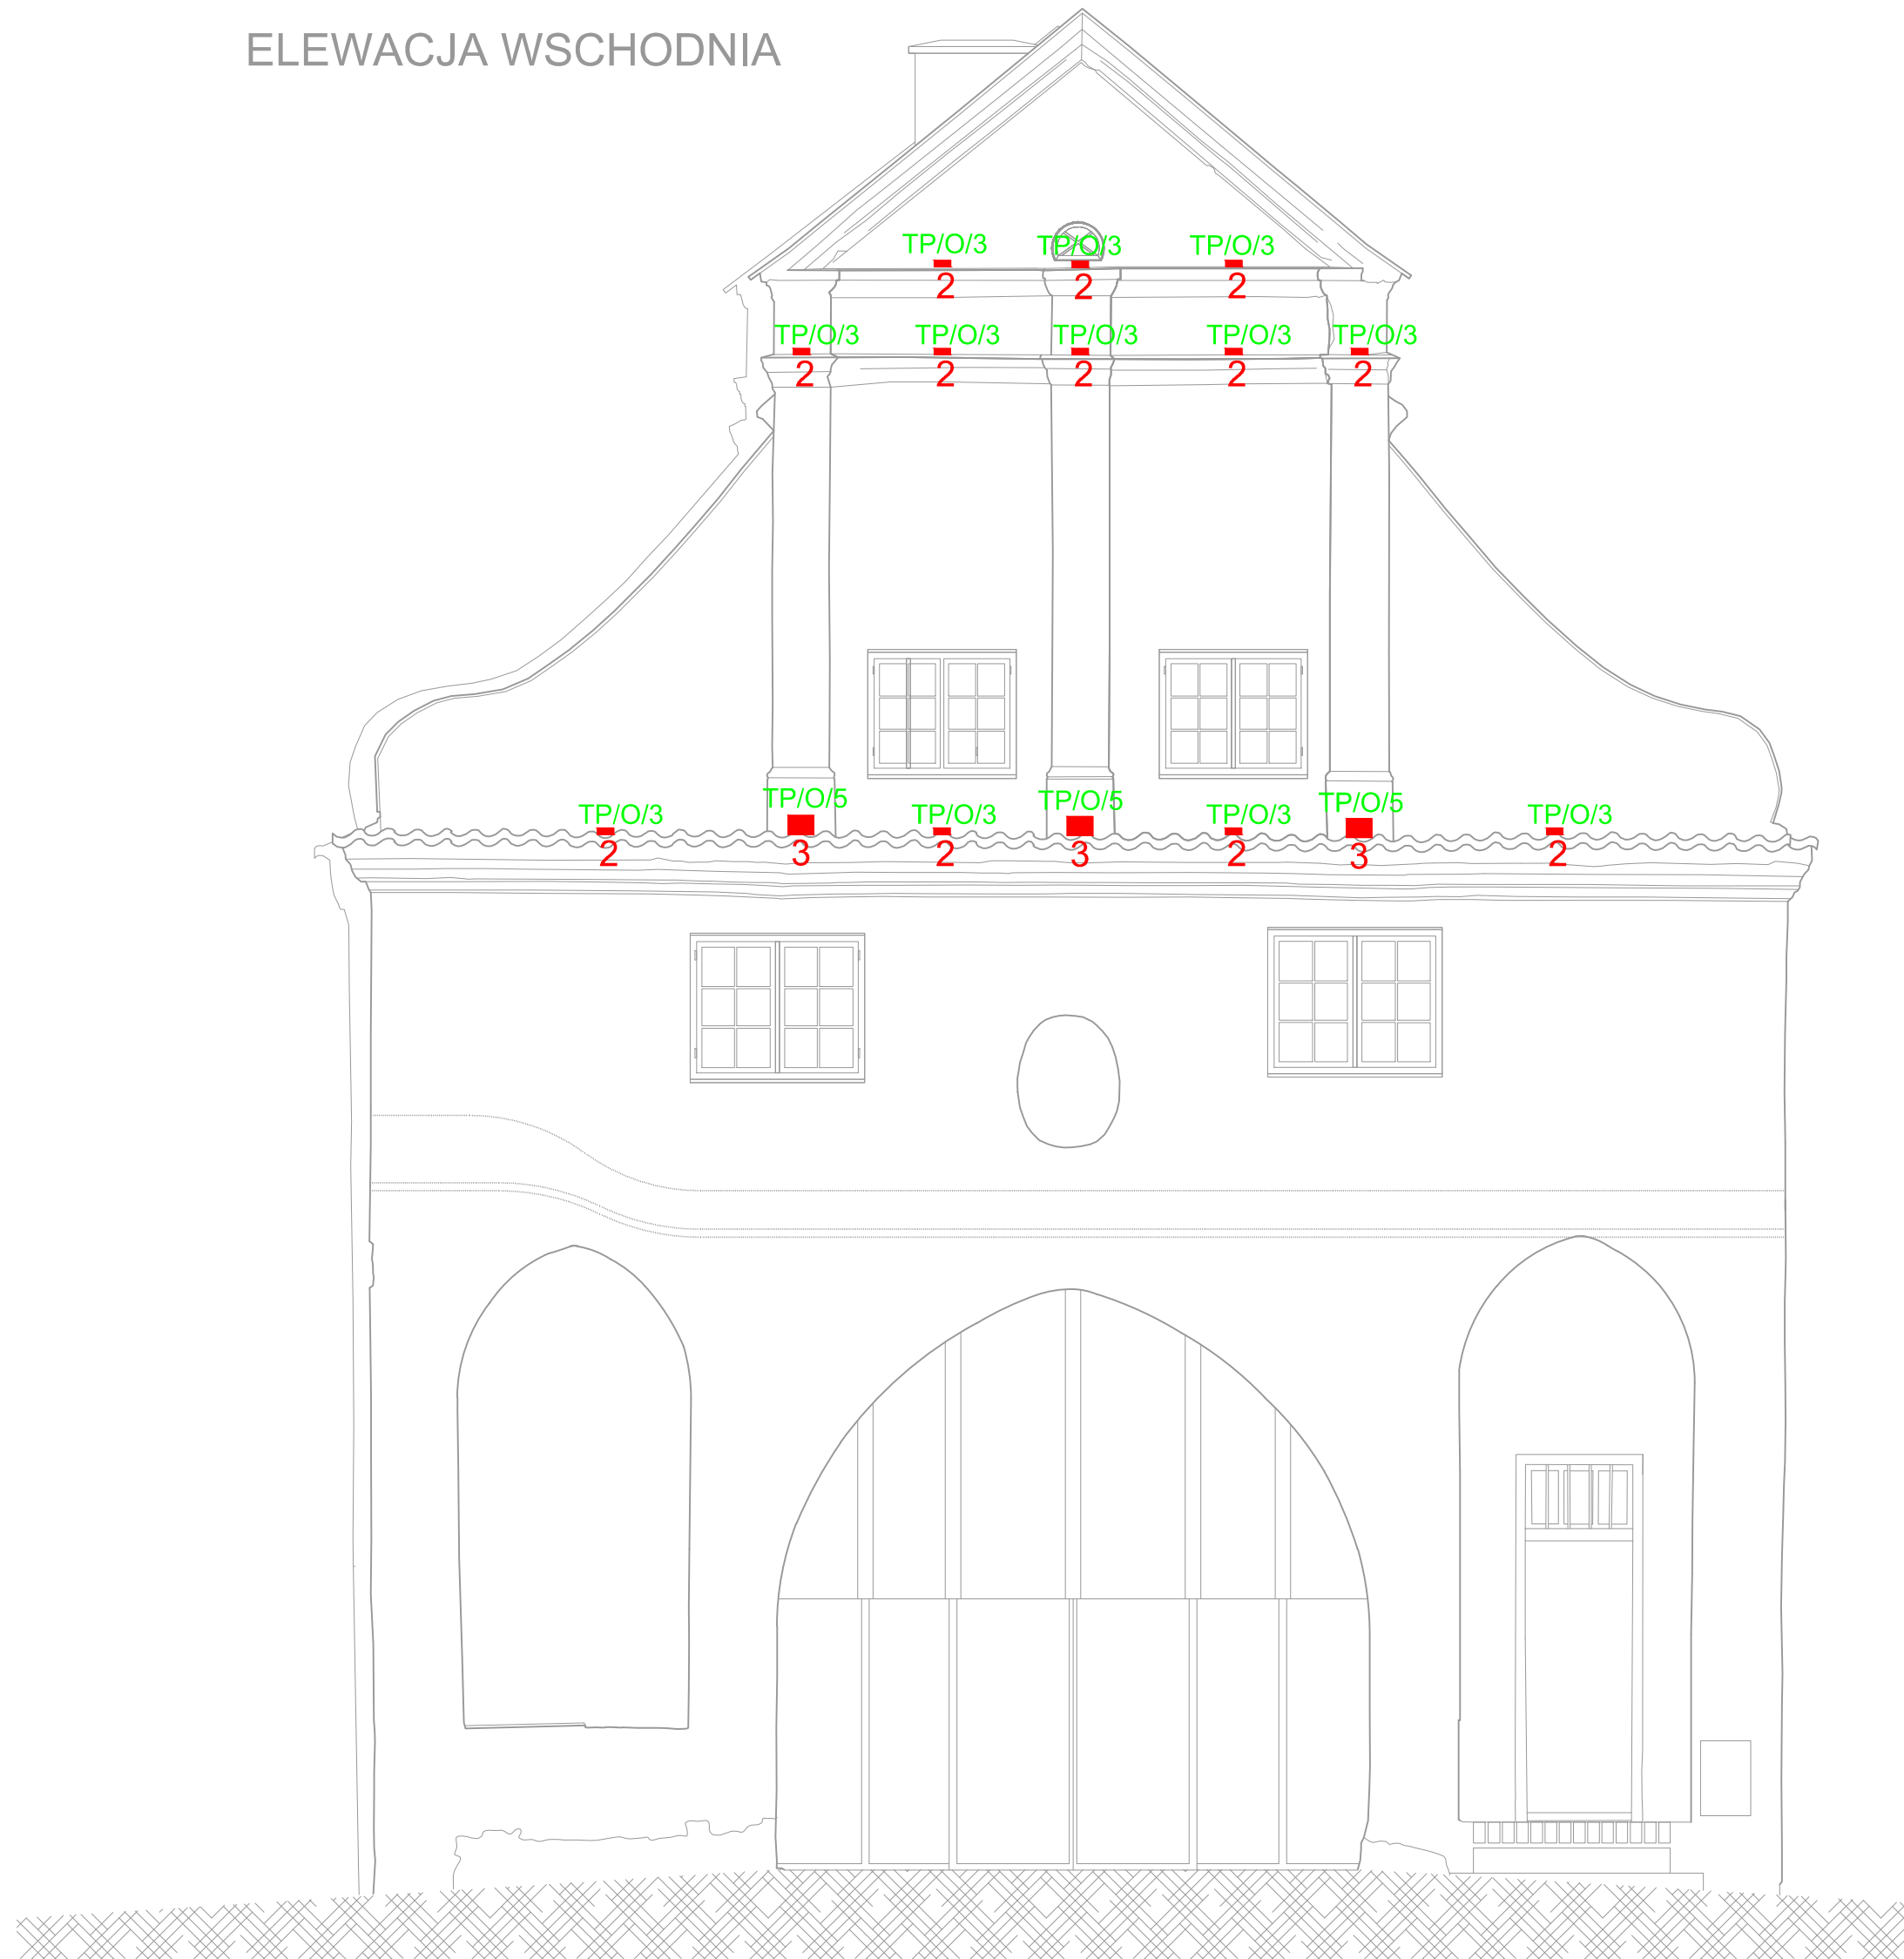 ELEWACJA WSCHODNIA
TP/O/3 TP/O/3 TP/O/3
2 2 2
TP/O/3 TP/O/3 TP/O/3 TP/O/3 TP/O/3
2 2 2 2 2
TP/O/3 TP/O/5 TP/O/3 TP/O/5 TP/O/3 TP/O/5 TP/O/3
2 3 2 3 2 3 2